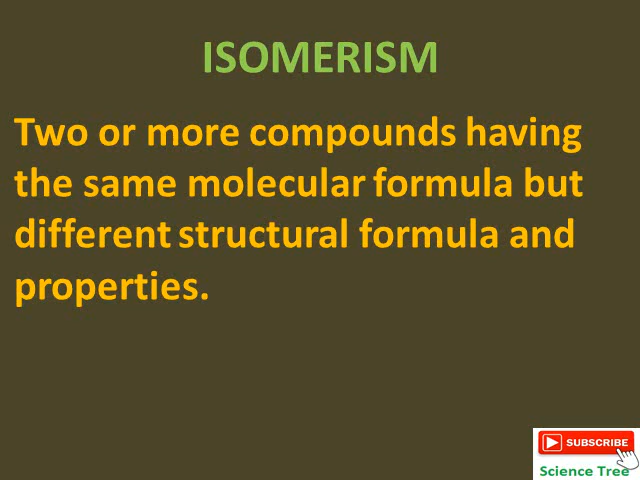 ISOMERISM
Two or more compounds having
the same molecular formula but
different structural formula and
properties.
SUBSCRIBE
Science Tree